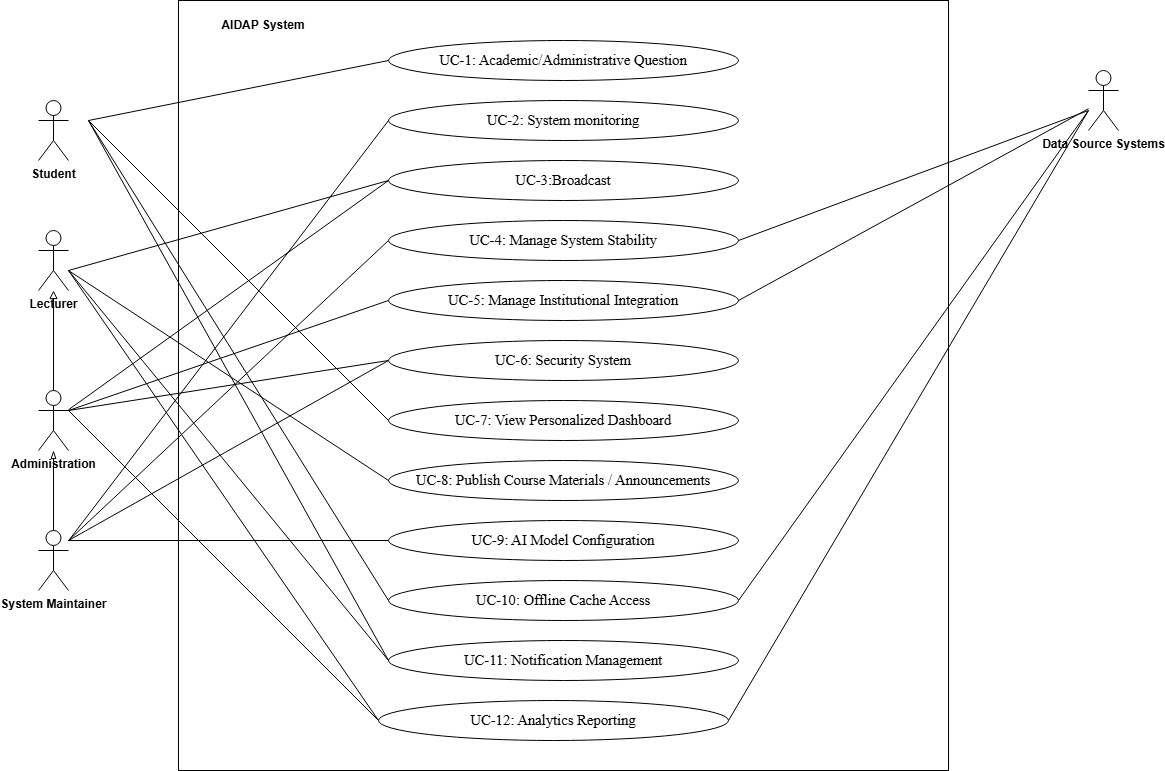 AIDAP System
UC-1: Academic/Administrative Question
Student
UC-2: System monitoring
Data Source Systems
UC-3:Broadcast
Lecturer
UC-4: Manage System Stability
UC-5: Manage Institutional Integration
UC-6: Security System
Administration
UC-7: View Personalized Dashboard
UC-8: Publish Course Materials / Announcements
UC-9: AI Model Configuration
System Maintainer
UC-10: Offline Cache Access
UC-11: Notification Management
UC-12: Analytics Reporting